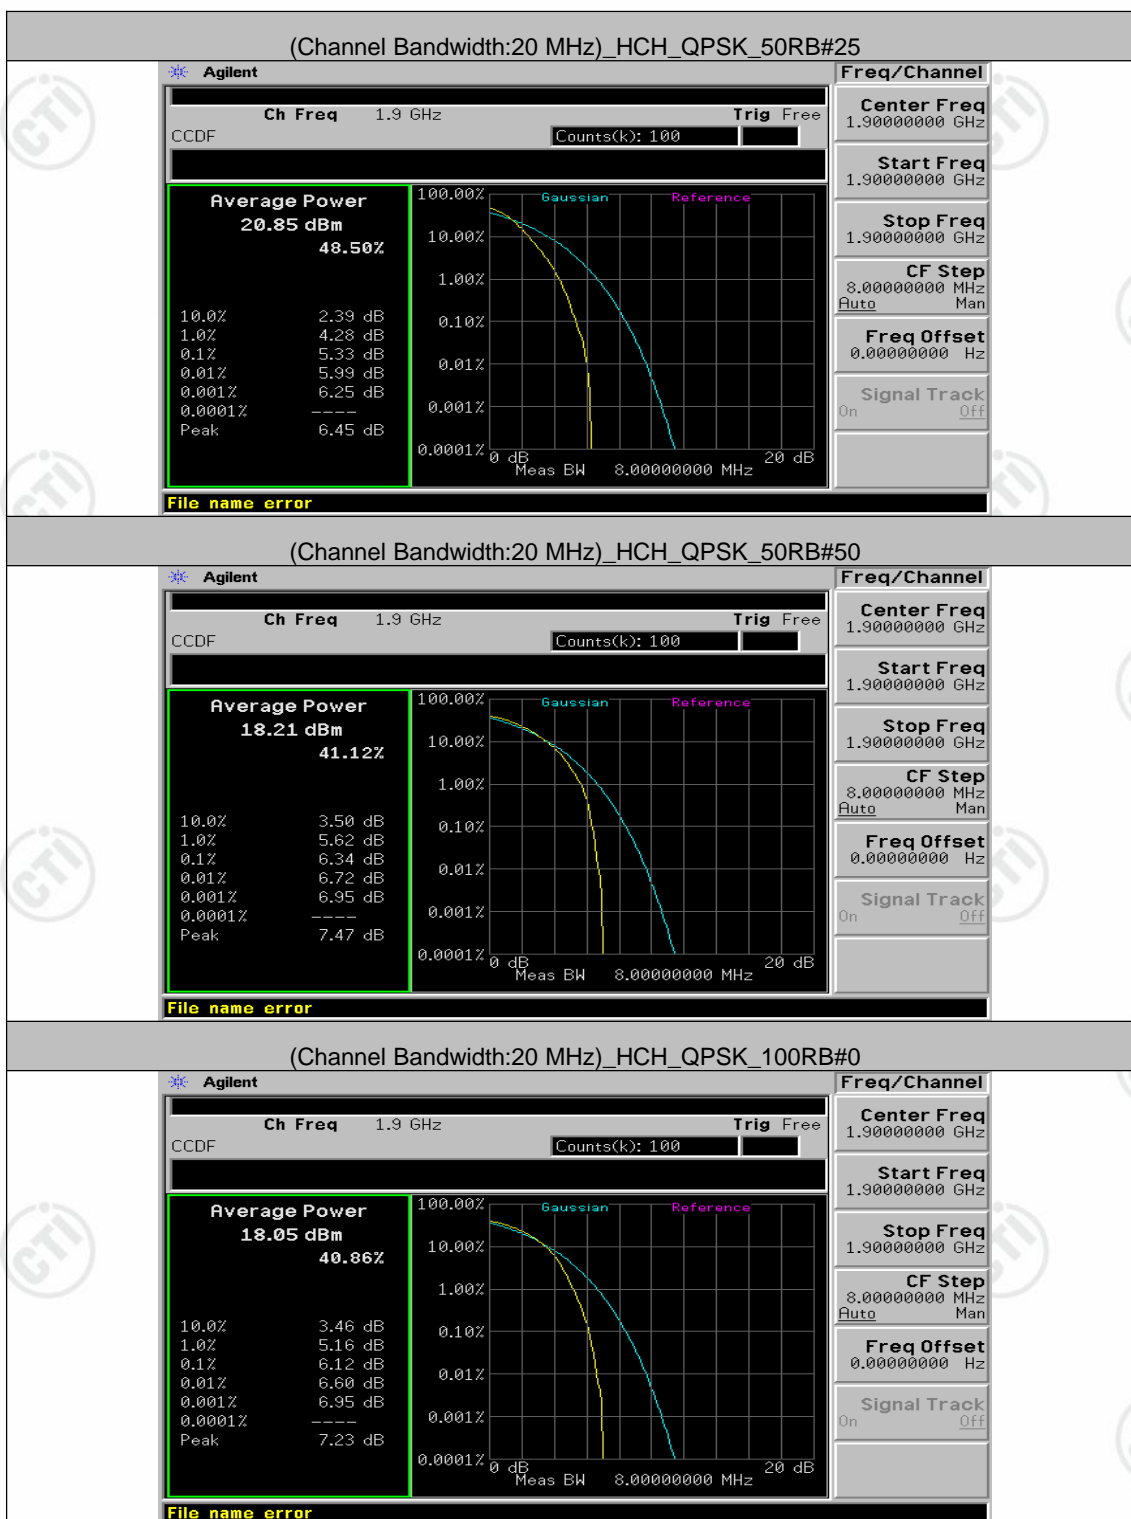 (Channel Bandwidth:20 MHz)_HCH_QPSK_50RB#25
Agilent
Freq/Channel
Ch Freq 1.9 GHz Trig Free
CCDF Counts(k): 100
Average Power
20.85 dBm
48.50%
10.0% 2.39 dB
1.0% 4.28 dB
0.1% 5.33 dB
0.01% 5.99 dB
0.001% 6.25 dB
0.0001% ----
Peak 6.45 dB
100.00% Gaussian Reference
10.00%
1.00%
0.10%
0.01%
0.001%
0.0001%
0 dB 20 dB
Meas BW 8.00000000 MHz
Center Freq
1.90000000 GHz
Start Freq
1.90000000 GHz
Stop Freq
1.90000000 GHz
CF Step
8.00000000 MHz
Auto Man
Freq Offset
0.00000000 Hz
Signal Track
On Off
File name error
(Channel Bandwidth:20 MHz)_HCH_QPSK_50RB#50
Agilent
Freq/Channel
Ch Freq 1.9 GHz Trig Free
CCDF Counts(k): 100
Average Power
18.21 dBm
41.12%
10.0% 3.50 dB
1.0% 5.62 dB
0.1% 6.34 dB
0.01% 6.72 dB
0.001% 6.95 dB
0.0001% ----
Peak 7.47 dB
100.00% Gaussian Reference
10.00%
1.00%
0.10%
0.01%
0.001%
0.0001%
0 dB 20 dB
Meas BW 8.00000000 MHz
Center Freq
1.90000000 GHz
Start Freq
1.90000000 GHz
Stop Freq
1.90000000 GHz
CF Step
8.00000000 MHz
Auto Man
Freq Offset
0.00000000 Hz
Signal Track
On Off
File name error
(Channel Bandwidth:20 MHz)_HCH_QPSK_100RB#0
Agilent
Freq/Channel
Ch Freq 1.9 GHz Trig Free
CCDF Counts(k): 100
Average Power
18.05 dBm
40.86%
10.0% 3.46 dB
1.0% 5.16 dB
0.1% 6.12 dB
0.01% 6.60 dB
0.001% 6.95 dB
0.0001% ----
Peak 7.23 dB
100.00% Gaussian Reference
10.00%
1.00%
0.10%
0.01%
0.001%
0.0001%
0 dB 20 dB
Meas BW 8.00000000 MHz
Center Freq
1.90000000 GHz
Start Freq
1.90000000 GHz
Stop Freq
1.90000000 GHz
CF Step
8.00000000 MHz
Auto Man
Freq Offset
0.00000000 Hz
Signal Track
On Off
File name error
CTI
CTI
CTI
CTI
CTI
CTI
CTI
CTI